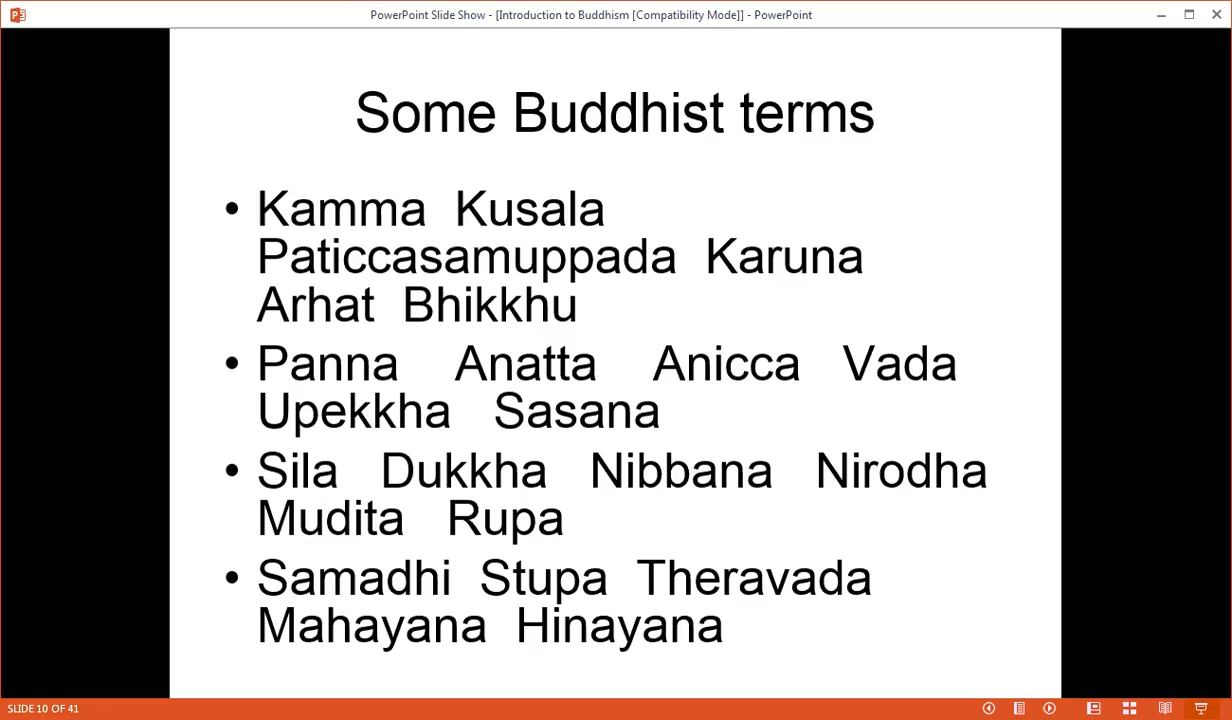 PowerPoint Slide Show - [Introduction to Buddhism [Compatibility Mode]] - PowerPoint
Some Buddhist terms
• Kamma Kusala
Paticcasamuppada Karuna
Arhat Bhikkhu
• Panna Anatta Anicca Vada
Upekkha Sasana
• Sila Dukkha Nibbana Nirodha
Mudita Rupa
• Samadhi Stupa Theravada
Mahayana Hinayana
SLIDE 10 OF 41